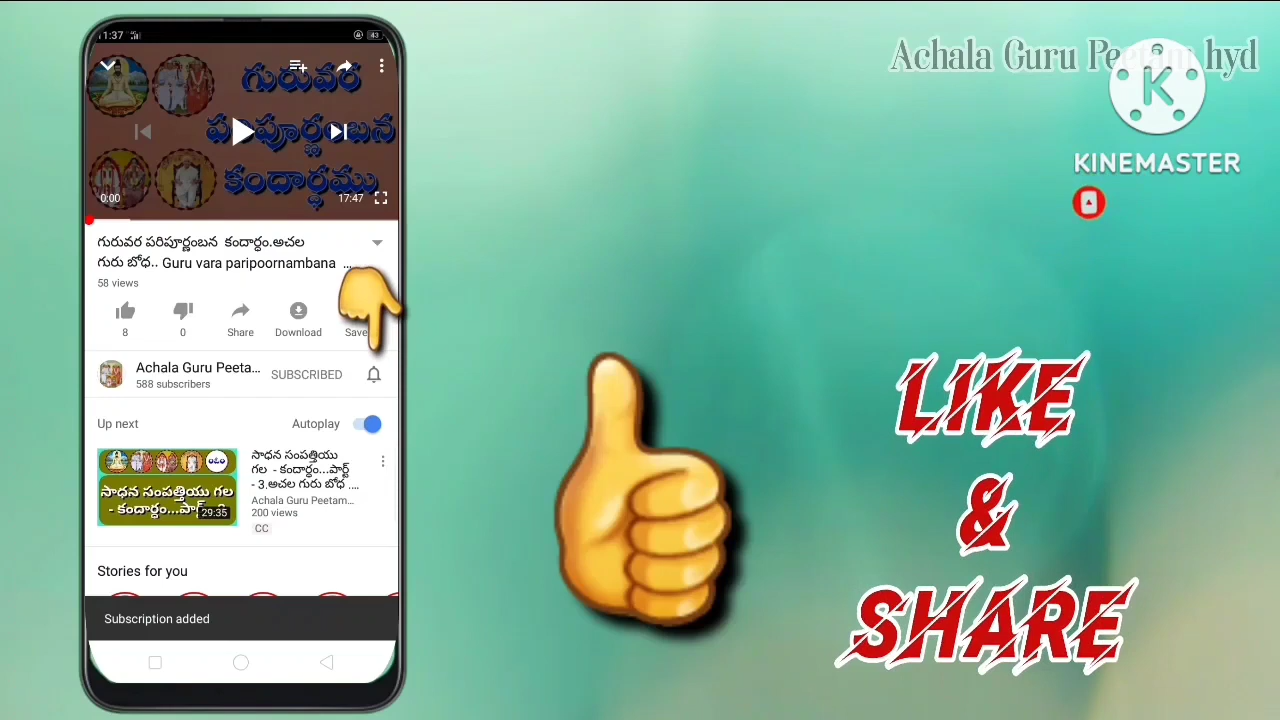 11:37
43
గురువర
పరిపూర్ణంబన
కందార్థము
0:00
17:47
గురువర పరిపూర్ణంబన కందార్ధం.అచల
గురు బోధ.. Guru vara paripoornambana ...
58 views
8
0
Share
Download
Save
Achala Guru Peeta...
588 subscribers
SUBSCRIBED
Up next
Autoplay
సాధన సంపత్తియు గల
- కందార్ధం...పార్ట్
29:35
సాధన సంపత్తియు
గల - కందార్ధం...పార్ట్
- 3.అచల గురు బోధ ....
Achala Guru Peetam...
200 views
CC
Stories for you
Subscription added
Achala Guru Peetam hyd
K
KINEMASTER
LIKE
&
SHARE